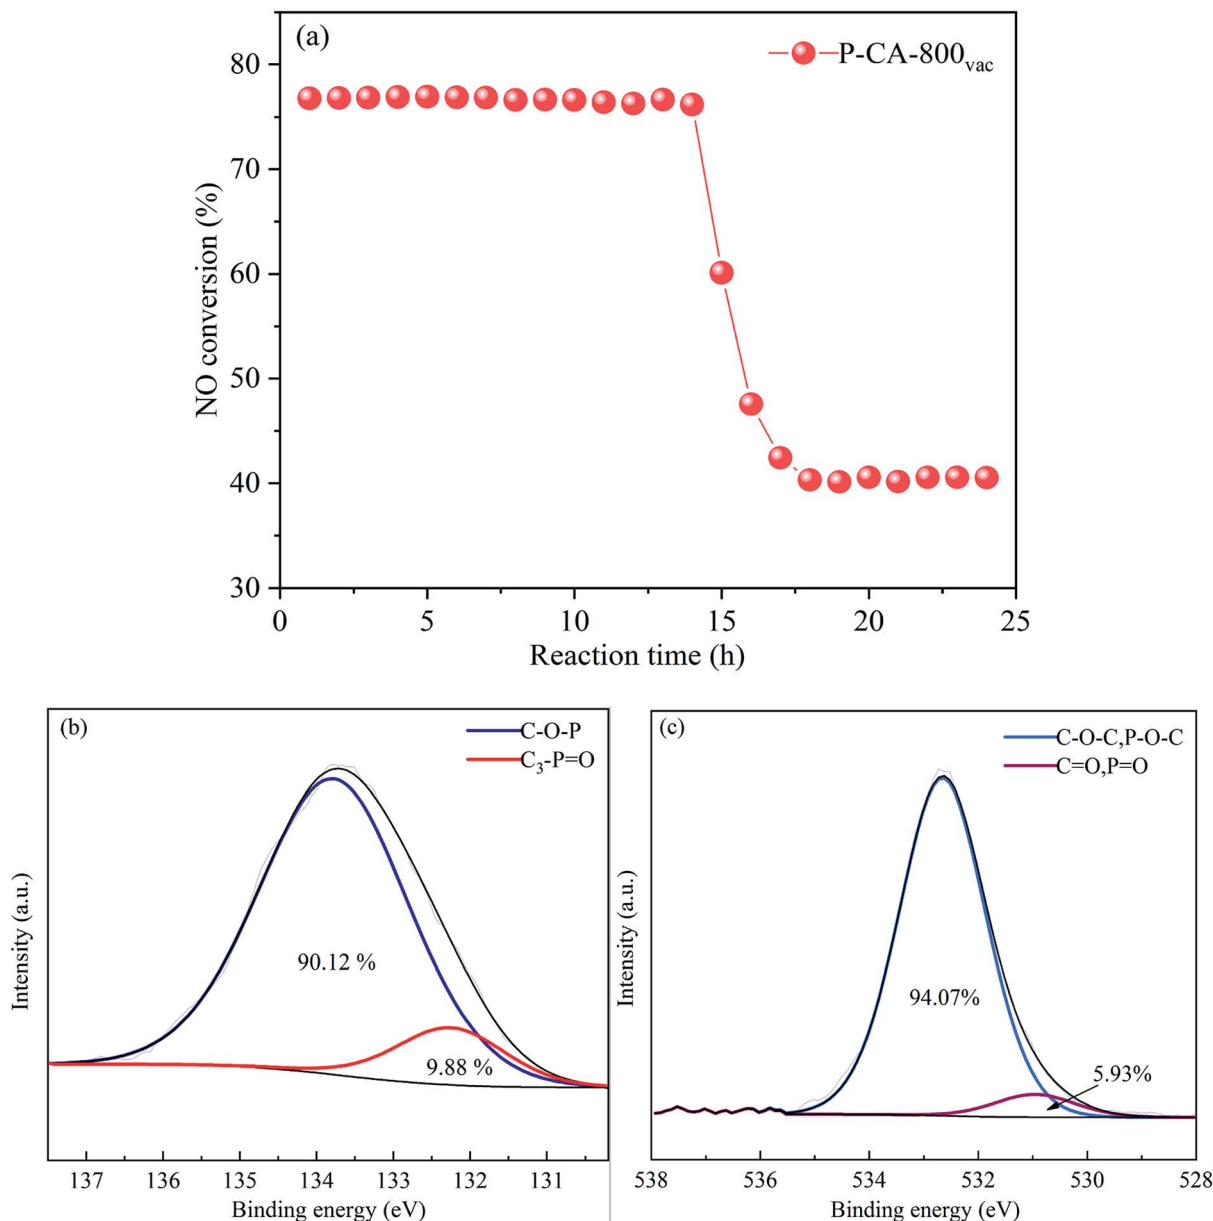 (a)
P-CA-800vac
80
70
60
50
40
30
NO conversion (%)
0 5 10 15 20 25
Reaction time (h)
(b)
C-O-P
C3-P=O
90.12 %
9.88 %
Intensity (a.u.)
137 136 135 134 133 132 131
Binding energy (eV)
(c)
C-O-C,P-O-C
C=O,P=O
94.07%
5.93%
Intensity (a.u.)
538 536 534 532 530 528
Binding energy (eV)